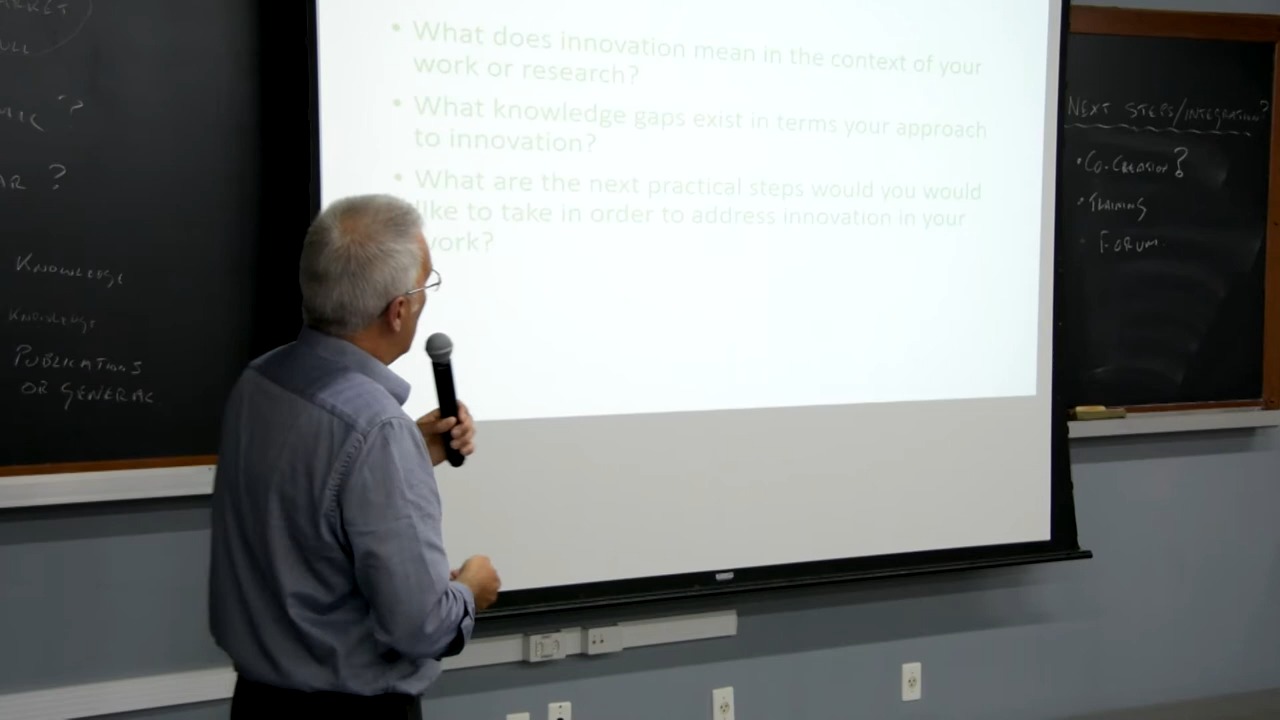 MARKET
?
?
KNOWLEDGE
KNOWLEDGE
PUBLICATIONS
OR GENERAL
• What does innovation mean in the context of your
work or research?
• What knowledge gaps exist in terms your approach
to innovation?
• What are the next practical steps would you would
like to take in order to address innovation in your
work?
NEXT STEPS/INTEGRATION?
• CO-CREATION?
• TRAINING
• FORUM